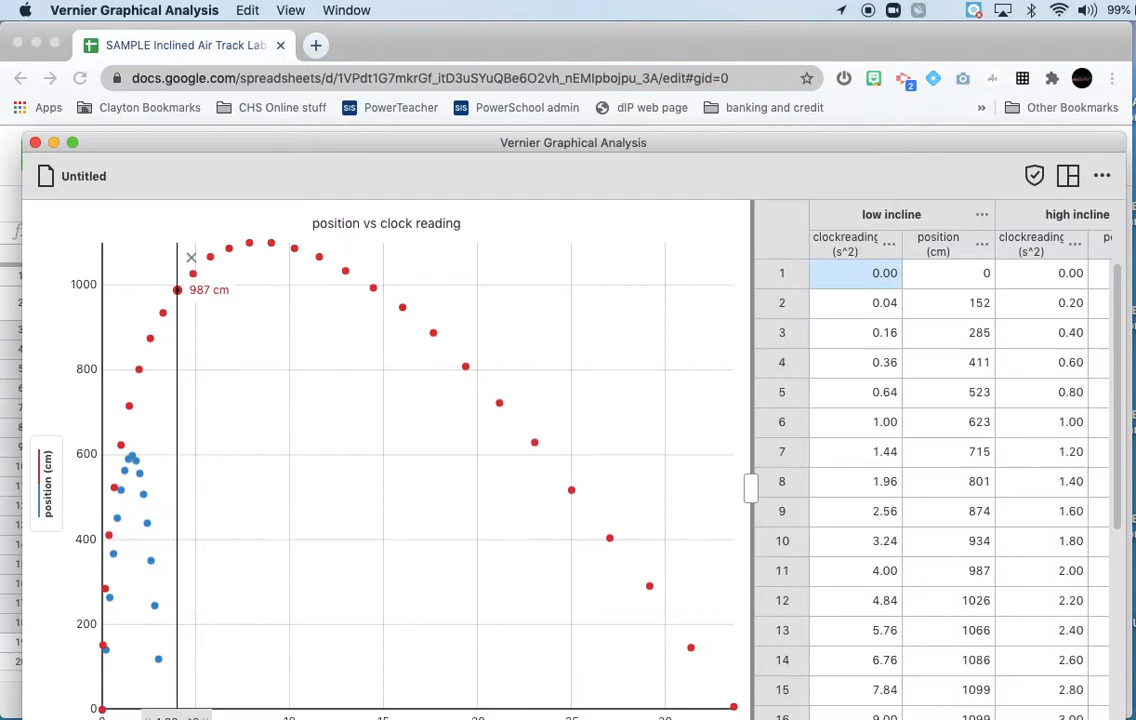 Vernier Graphical Analysis Edit View Window 99%
SAMPLE Inclined Air Track Lab
docs.google.com/spreadsheets/d/1VPdt1G7mkrGf_itD3uSYuQBe6O2vh_nEMlpbojpu_3A/edit#gid=0 2
Apps Clayton Bookmarks CHS Online stuff SIS PowerTeacher SIS PowerSchool admin dIP web page banking and credit » Other Bookmarks
Vernier Graphical Analysis
Untitled
position vs clock reading
987 cm
1000
800
600
400
200
0
position (cm)
low incline high incline
clockreading position clockreading
(s^2) (cm) (s^2)
1 0.00 0 0.00
2 0.04 152 0.20
3 0.16 285 0.40
4 0.36 411 0.60
5 0.64 523 0.80
6 1.00 623 1.00
7 1.44 715 1.20
8 1.96 801 1.40
9 2.56 874 1.60
10 3.24 934 1.80
11 4.00 987 2.00
12 4.84 1026 2.20
13 5.76 1066 2.40
14 6.76 1086 2.60
15 7.84 1099 2.80
16 9.00 1099 3.00